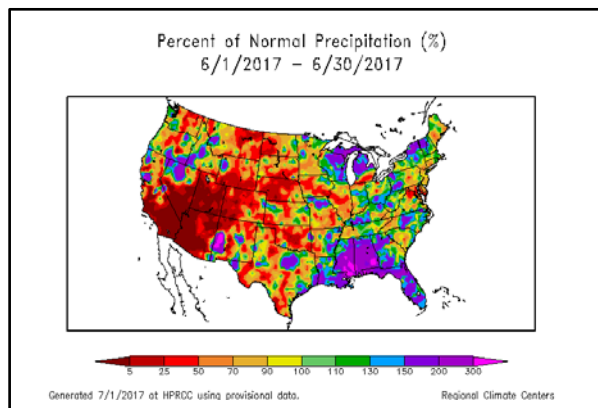 Percent of Normal Precipitation (%)
6/1/2017 – 6/30/2017
5 25 50 70 90 100 110 130 150 200 300
Generated 7/1/2017 at HPRCC using provisional data.
Regional Climate Centers